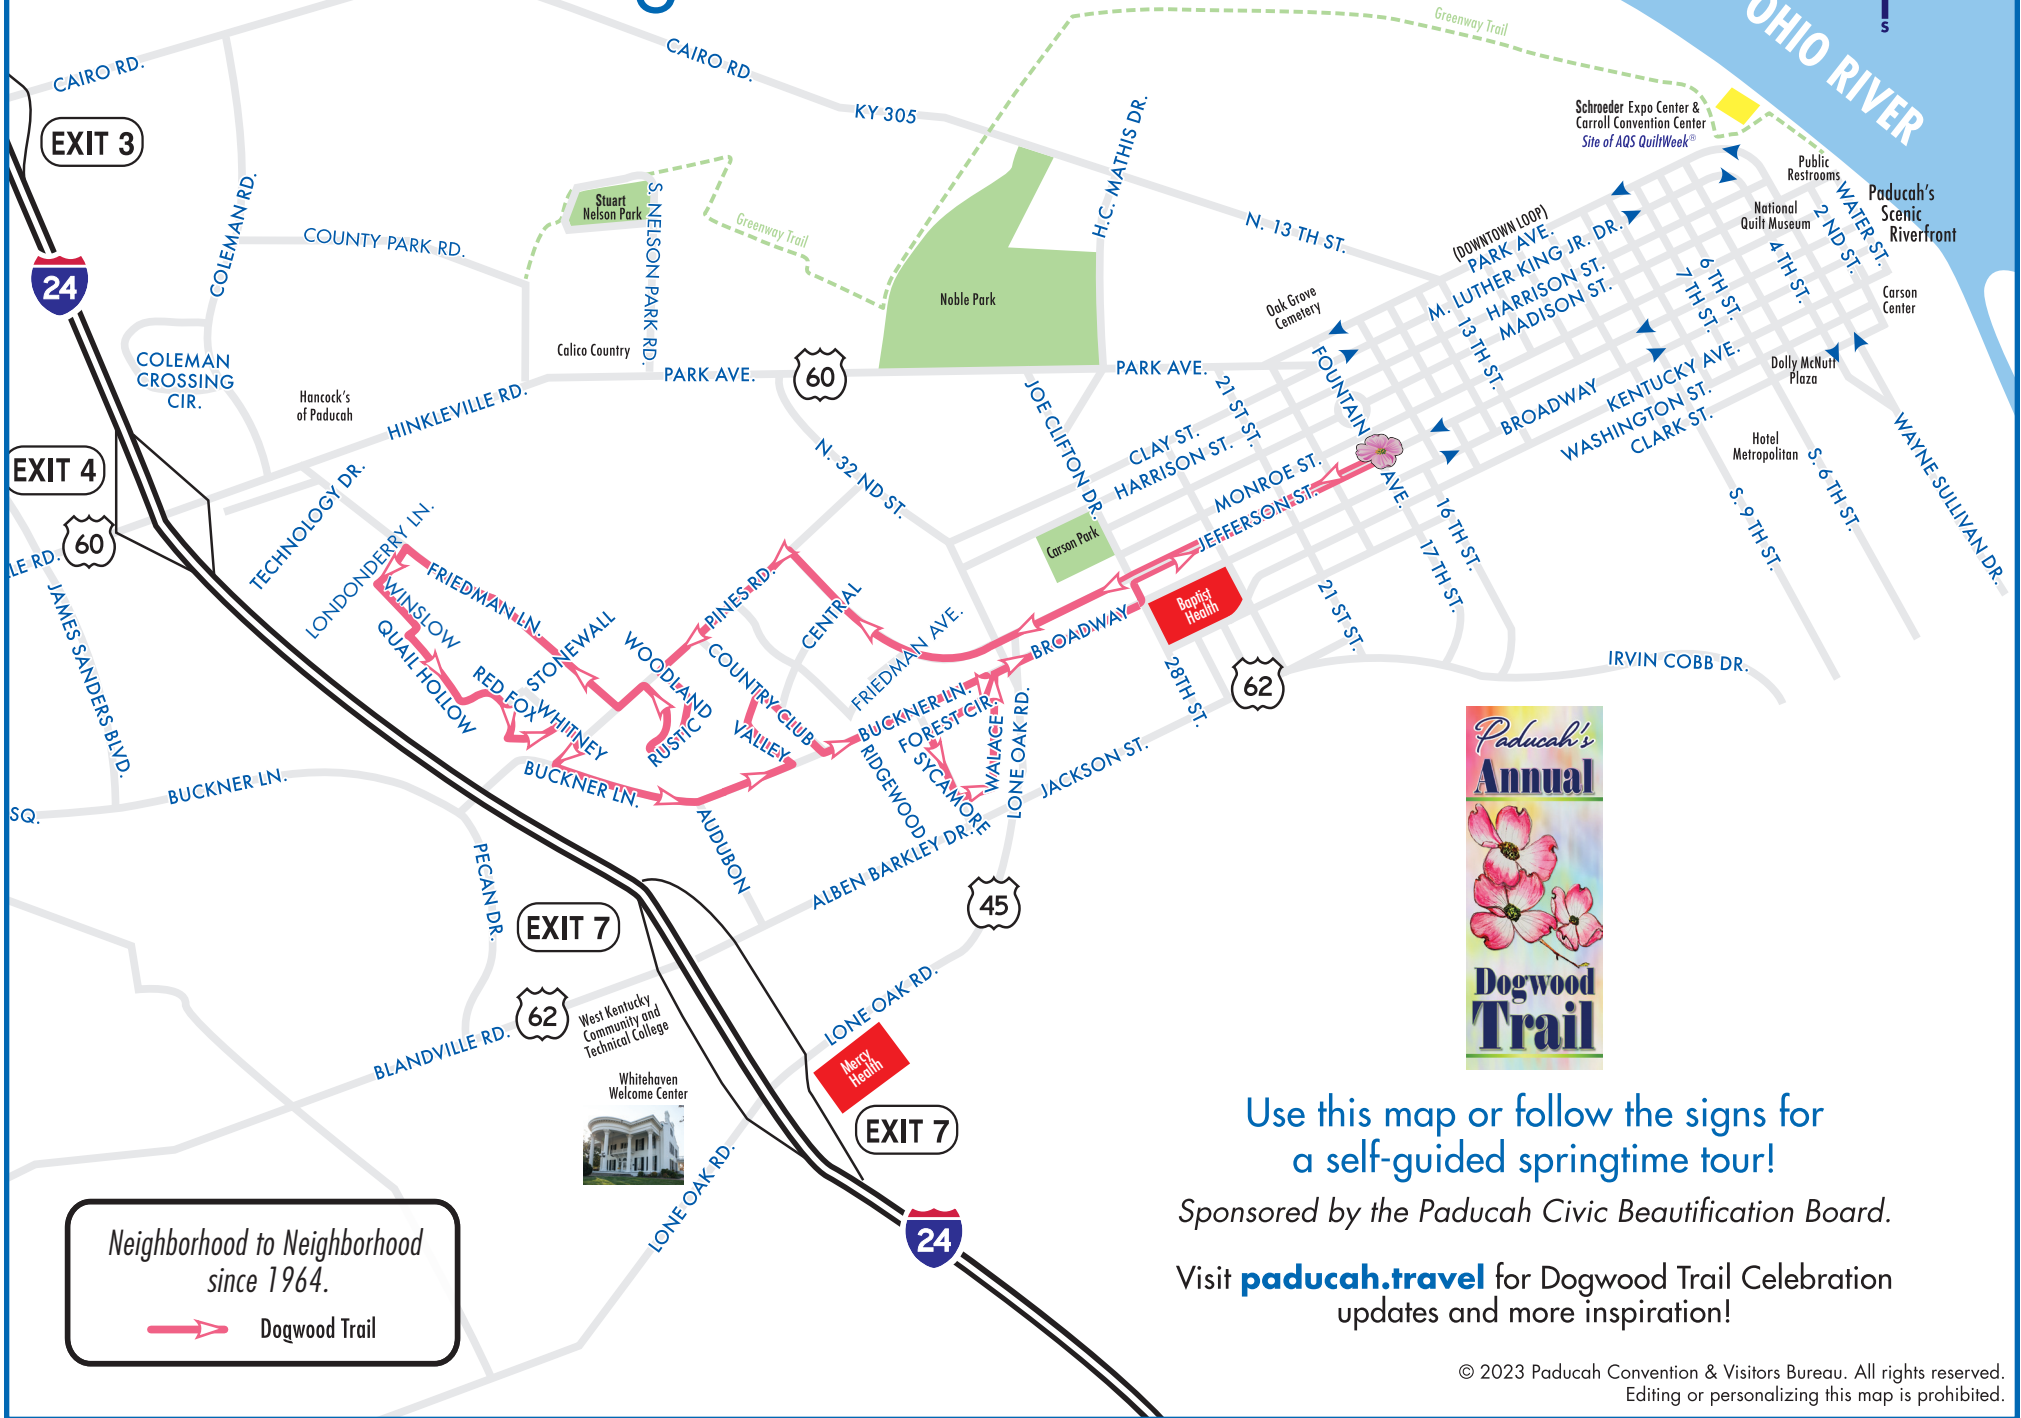 OHIO RIVER
S
Greenway Trail
CAIRO RD.
CAIRO RD.
KY 305
EXIT 3
H.C. MATHIS DR.
Schroeder Expo Center &
Carroll Convention Center
Site of AQS QuiltWeek®
Public
Restrooms
WATER ST.
Paducah's
Scenic
Riverfront
COLEMAN RD.
Stuart
Nelson Park
S. NELSON PARK RD.
Greenway Trail
N. 13 TH ST.
(DOWNTOWN LOOP)
PARK AVE.
M. LUTHER KING JR. DR.
HARRISON ST.
MADISON ST.
National
Quilt Museum
2 ND ST.
4 TH ST.
6 TH ST.
7 TH ST.
COUNTY PARK RD.
24
Noble Park
Oak Grove
Cemetery
13 TH ST.
Carson
Center
COLEMAN
CROSSING
CIR.
Calico Country
PARK AVE.
60
PARK AVE.
FOUNTAIN
AVE.
Dolly McNutt
Plaza
Hancock's
of Paducah
HINKLEVILLE RD.
JOE CLIFTON DR.
21 ST ST.
BROADWAY
KENTUCKY AVE.
WASHINGTON ST.
CLARK ST.
WAYNE SULLIVAN DR.
EXIT 4
60
LE RD.
TECHNOLOGY DR.
LONDONDERRY LN.
N. 32 ND ST.
CLAY ST.
HARRISON ST.
MONROE ST.
JEFFERSON ST.
Hotel
Metropolitan
S. 6 TH ST.
S. 9 TH ST.
16 TH ST.
17 TH ST.
21 ST ST.
Carson Park
Baptist
Health
JAMES SANDERS BLVD.
FRIEDMAN LN.
WINSLOW
QUAIL HOLLOW
RED FOX
STONEWALL
WHITNEY
WOODLAND
RUSTIC
PINES RD.
COUNTRY CLUB
VALLEY
CENTRAL
FRIEDMAN AVE.
BROADWAY
BUCKNER LN.
FOREST CIR.
WALACE
LONE OAK RD.
RIDGEWOOD
SYCAMORE
28TH ST.
62
IRVIN COBB DR.
JACKSON ST.
BUCKNER LN.
BUCKNER LN.
SQ.
AUDUBON
ALBEN BARKLEY DR.
PECAN DR.
45
EXIT 7
62
BLANDVILLE RD.
West Kentucky
Community and
Technical College
LONE OAK RD.
Mercy
Health
Whitehaven
Welcome Center
EXIT 7
LONE OAK RD.
24
Paducah's
Annual
Dogwood
Trail
Use this map or follow the signs for
a self-guided springtime tour!
Sponsored by the Paducah Civic Beautification Board.
Visit paducah.travel for Dogwood Trail Celebration
updates and more inspiration!
Neighborhood to Neighborhood
since 1964.
Dogwood Trail
© 2023 Paducah Convention & Visitors Bureau. All rights reserved.
Editing or personalizing this map is prohibited.